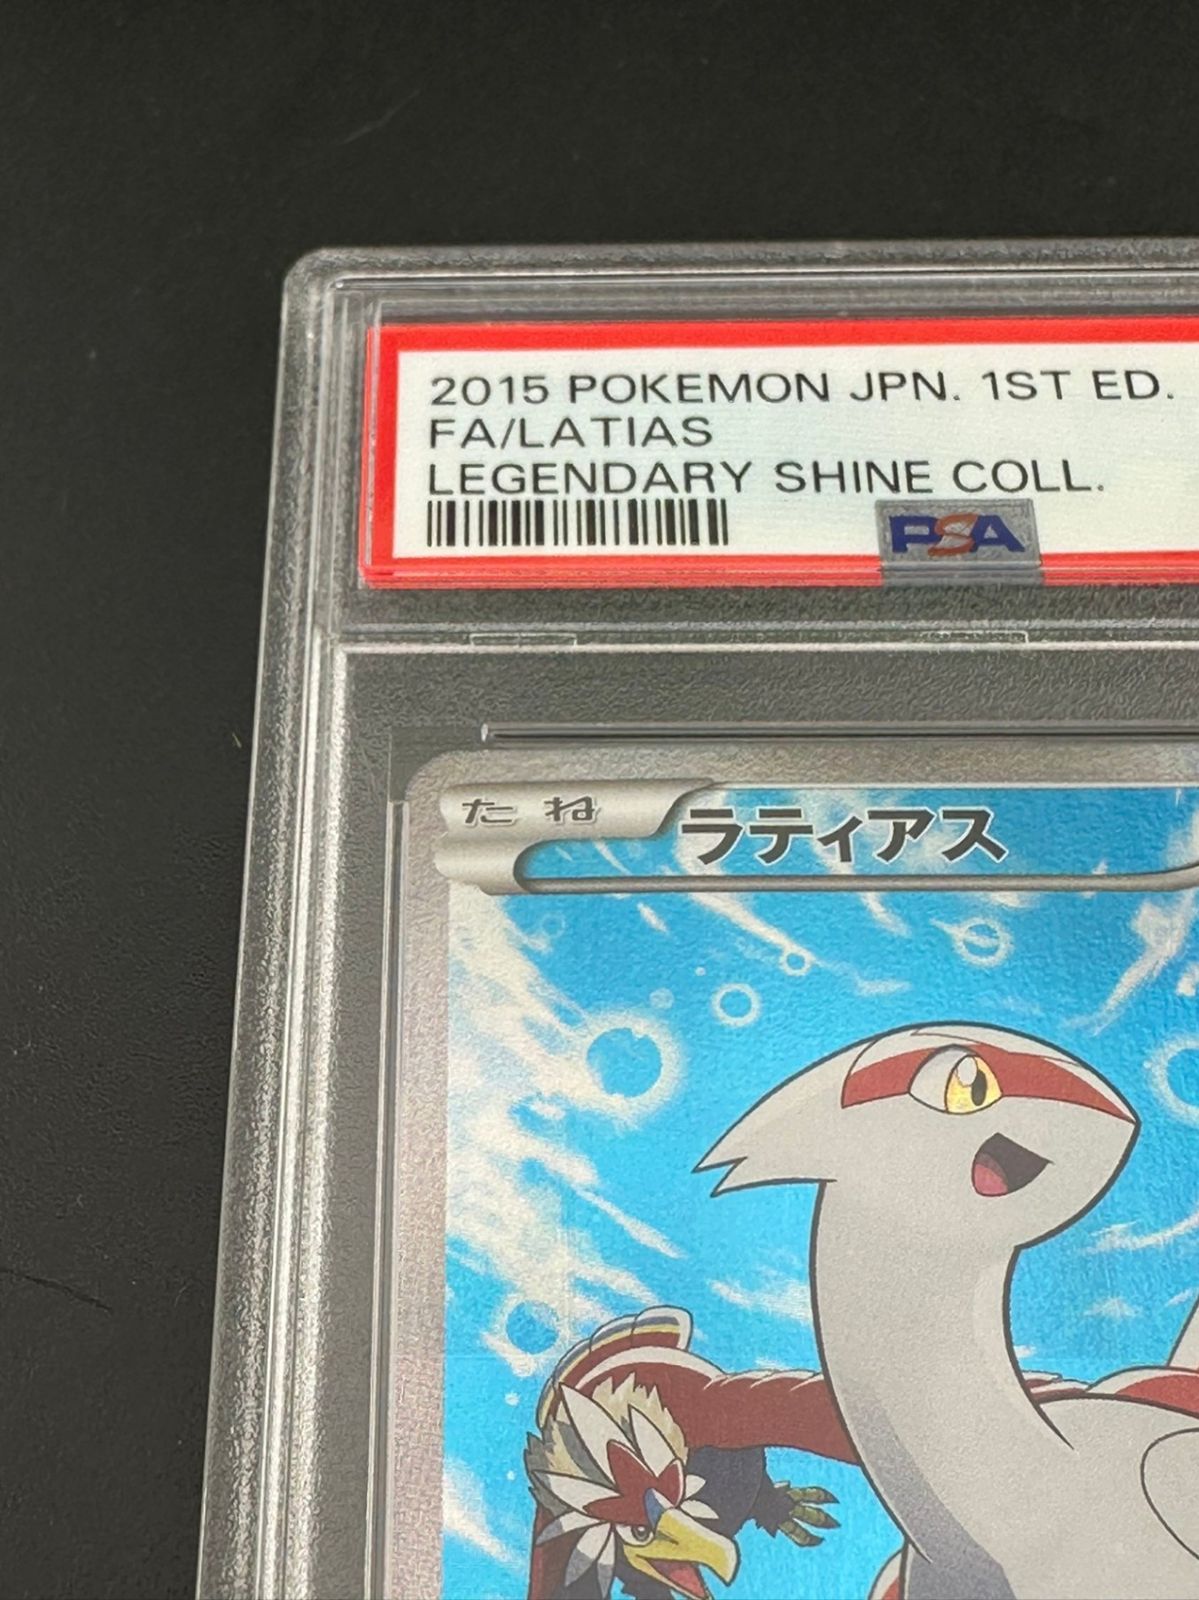 2015 POKEMON JPN. 1ST ED.
FA/LATIAS
LEGENDARY SHINE COLL.
PSA
たね ラティアス